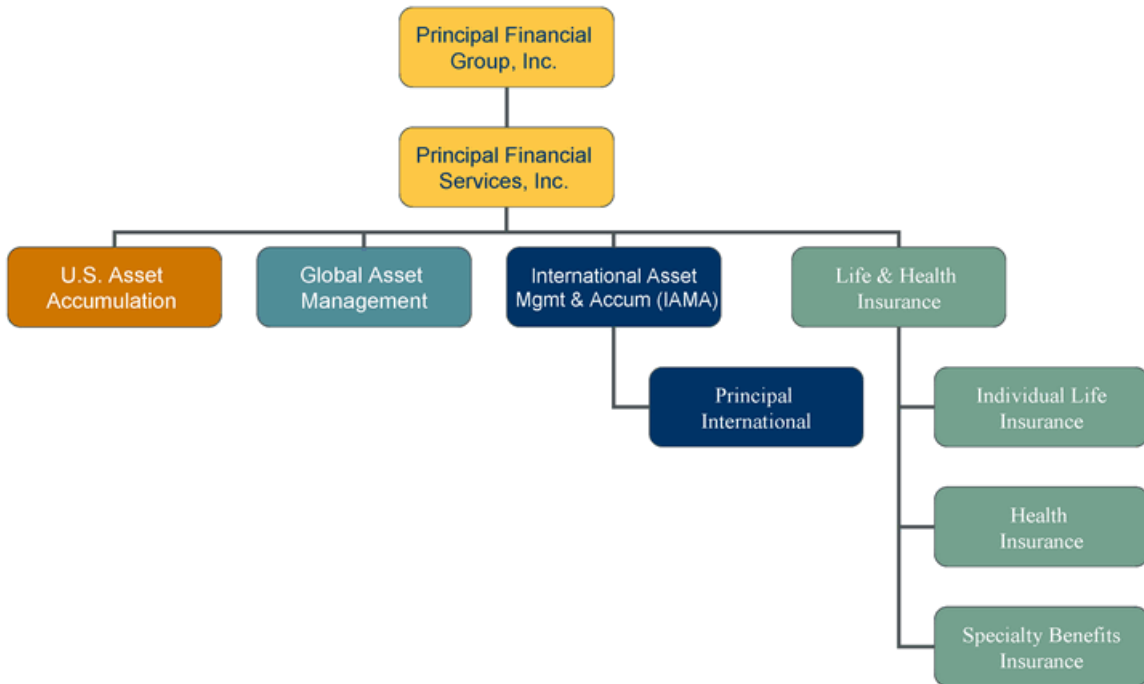 Principal Financial
Group, Inc.
Principal Financial
Services, Inc.
U.S. Asset
Accumulation
Global Asset
Management
International Asset
Mgmt & Accum (IAMA)
Life & Health
Insurance
Principal
International
Individual Life
Insurance
Health
Insurance
Specialty Benefits
Insurance